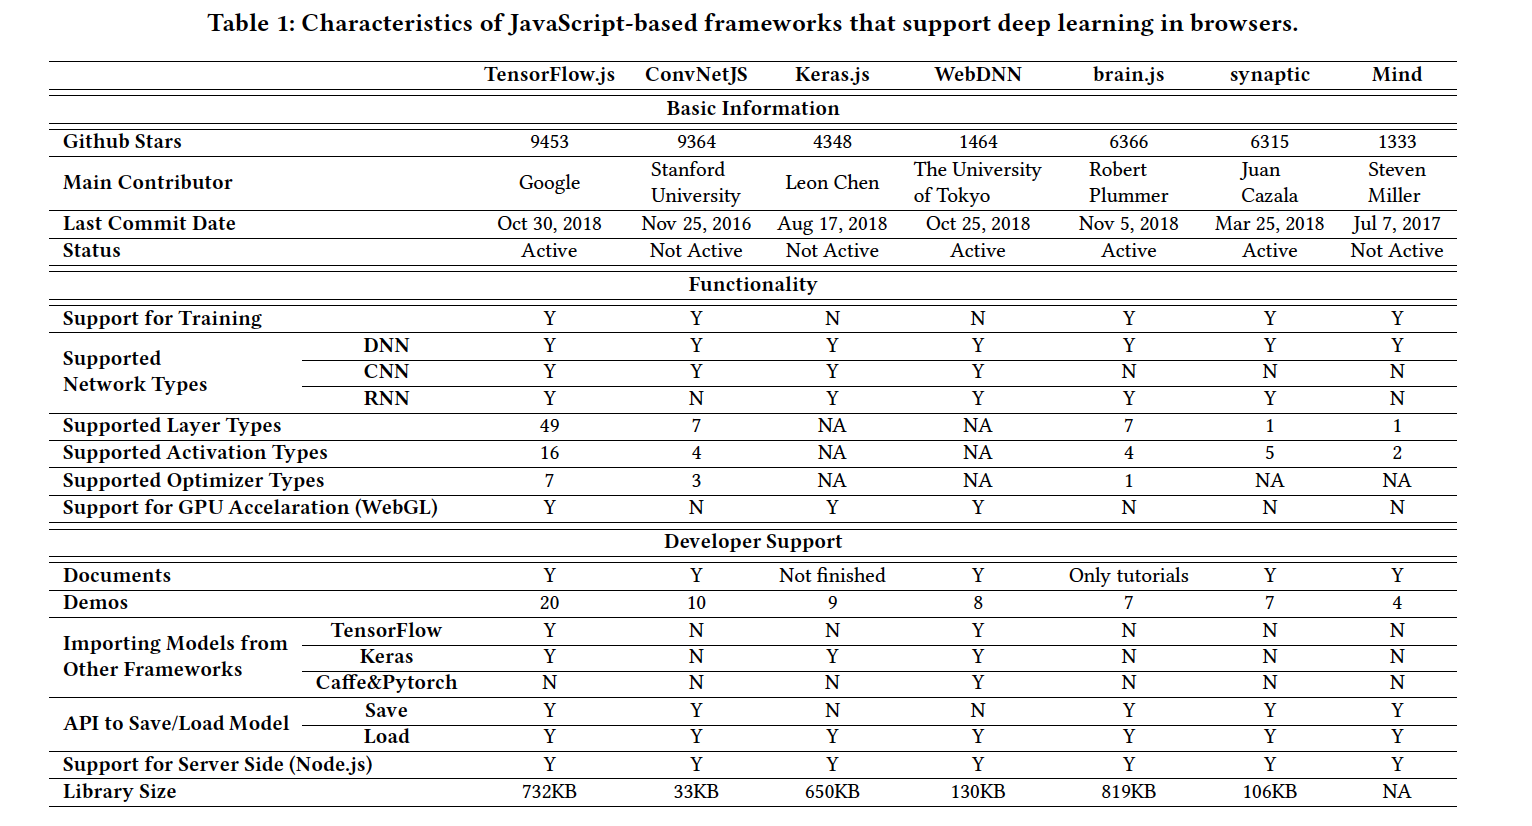 Table 1: Characteristics of JavaScript-based frameworks that support deep learning in browsers.
TensorFlow.js ConvNetJS Keras.js WebDNN brain.js synaptic Mind
Basic Information
Github Stars 9453 9364 4348 1464 6366 6315 1333
Main Contributor Google Stanford University Leon Chen The University of Tokyo Robert Plummer Juan Cazala Steven Miller
Last Commit Date Oct 30, 2018 Nov 25, 2016 Aug 17, 2018 Oct 25, 2018 Nov 5, 2018 Mar 25, 2018 Jul 7, 2017
Status Active Not Active Not Active Active Active Active Not Active
Functionality
Support for Training Y Y N N Y Y Y
Supported Network Types
DNN Y Y Y Y Y Y Y
CNN Y Y Y Y N N N
RNN Y N Y Y Y Y N
Supported Layer Types 49 7 NA NA 7 1 1
Supported Activation Types 16 4 NA NA 4 5 2
Supported Optimizer Types 7 3 NA NA 1 NA NA
Support for GPU Accelaration (WebGL) Y N Y Y N N N
Developer Support
Documents Y Y Not finished Y Only tutorials Y Y
Demos 20 10 9 8 7 7 4
Importing Models from Other Frameworks
TensorFlow Y N N Y N N N
Keras Y N Y Y N N N
Caffe&Pytorch N N N Y N N N
API to Save/Load Model
Save Y Y N N Y Y Y
Load Y Y Y Y Y Y Y
Support for Server Side (Node.js) Y Y Y Y Y Y Y
Library Size 732KB 33KB 650KB 130KB 819KB 106KB NA